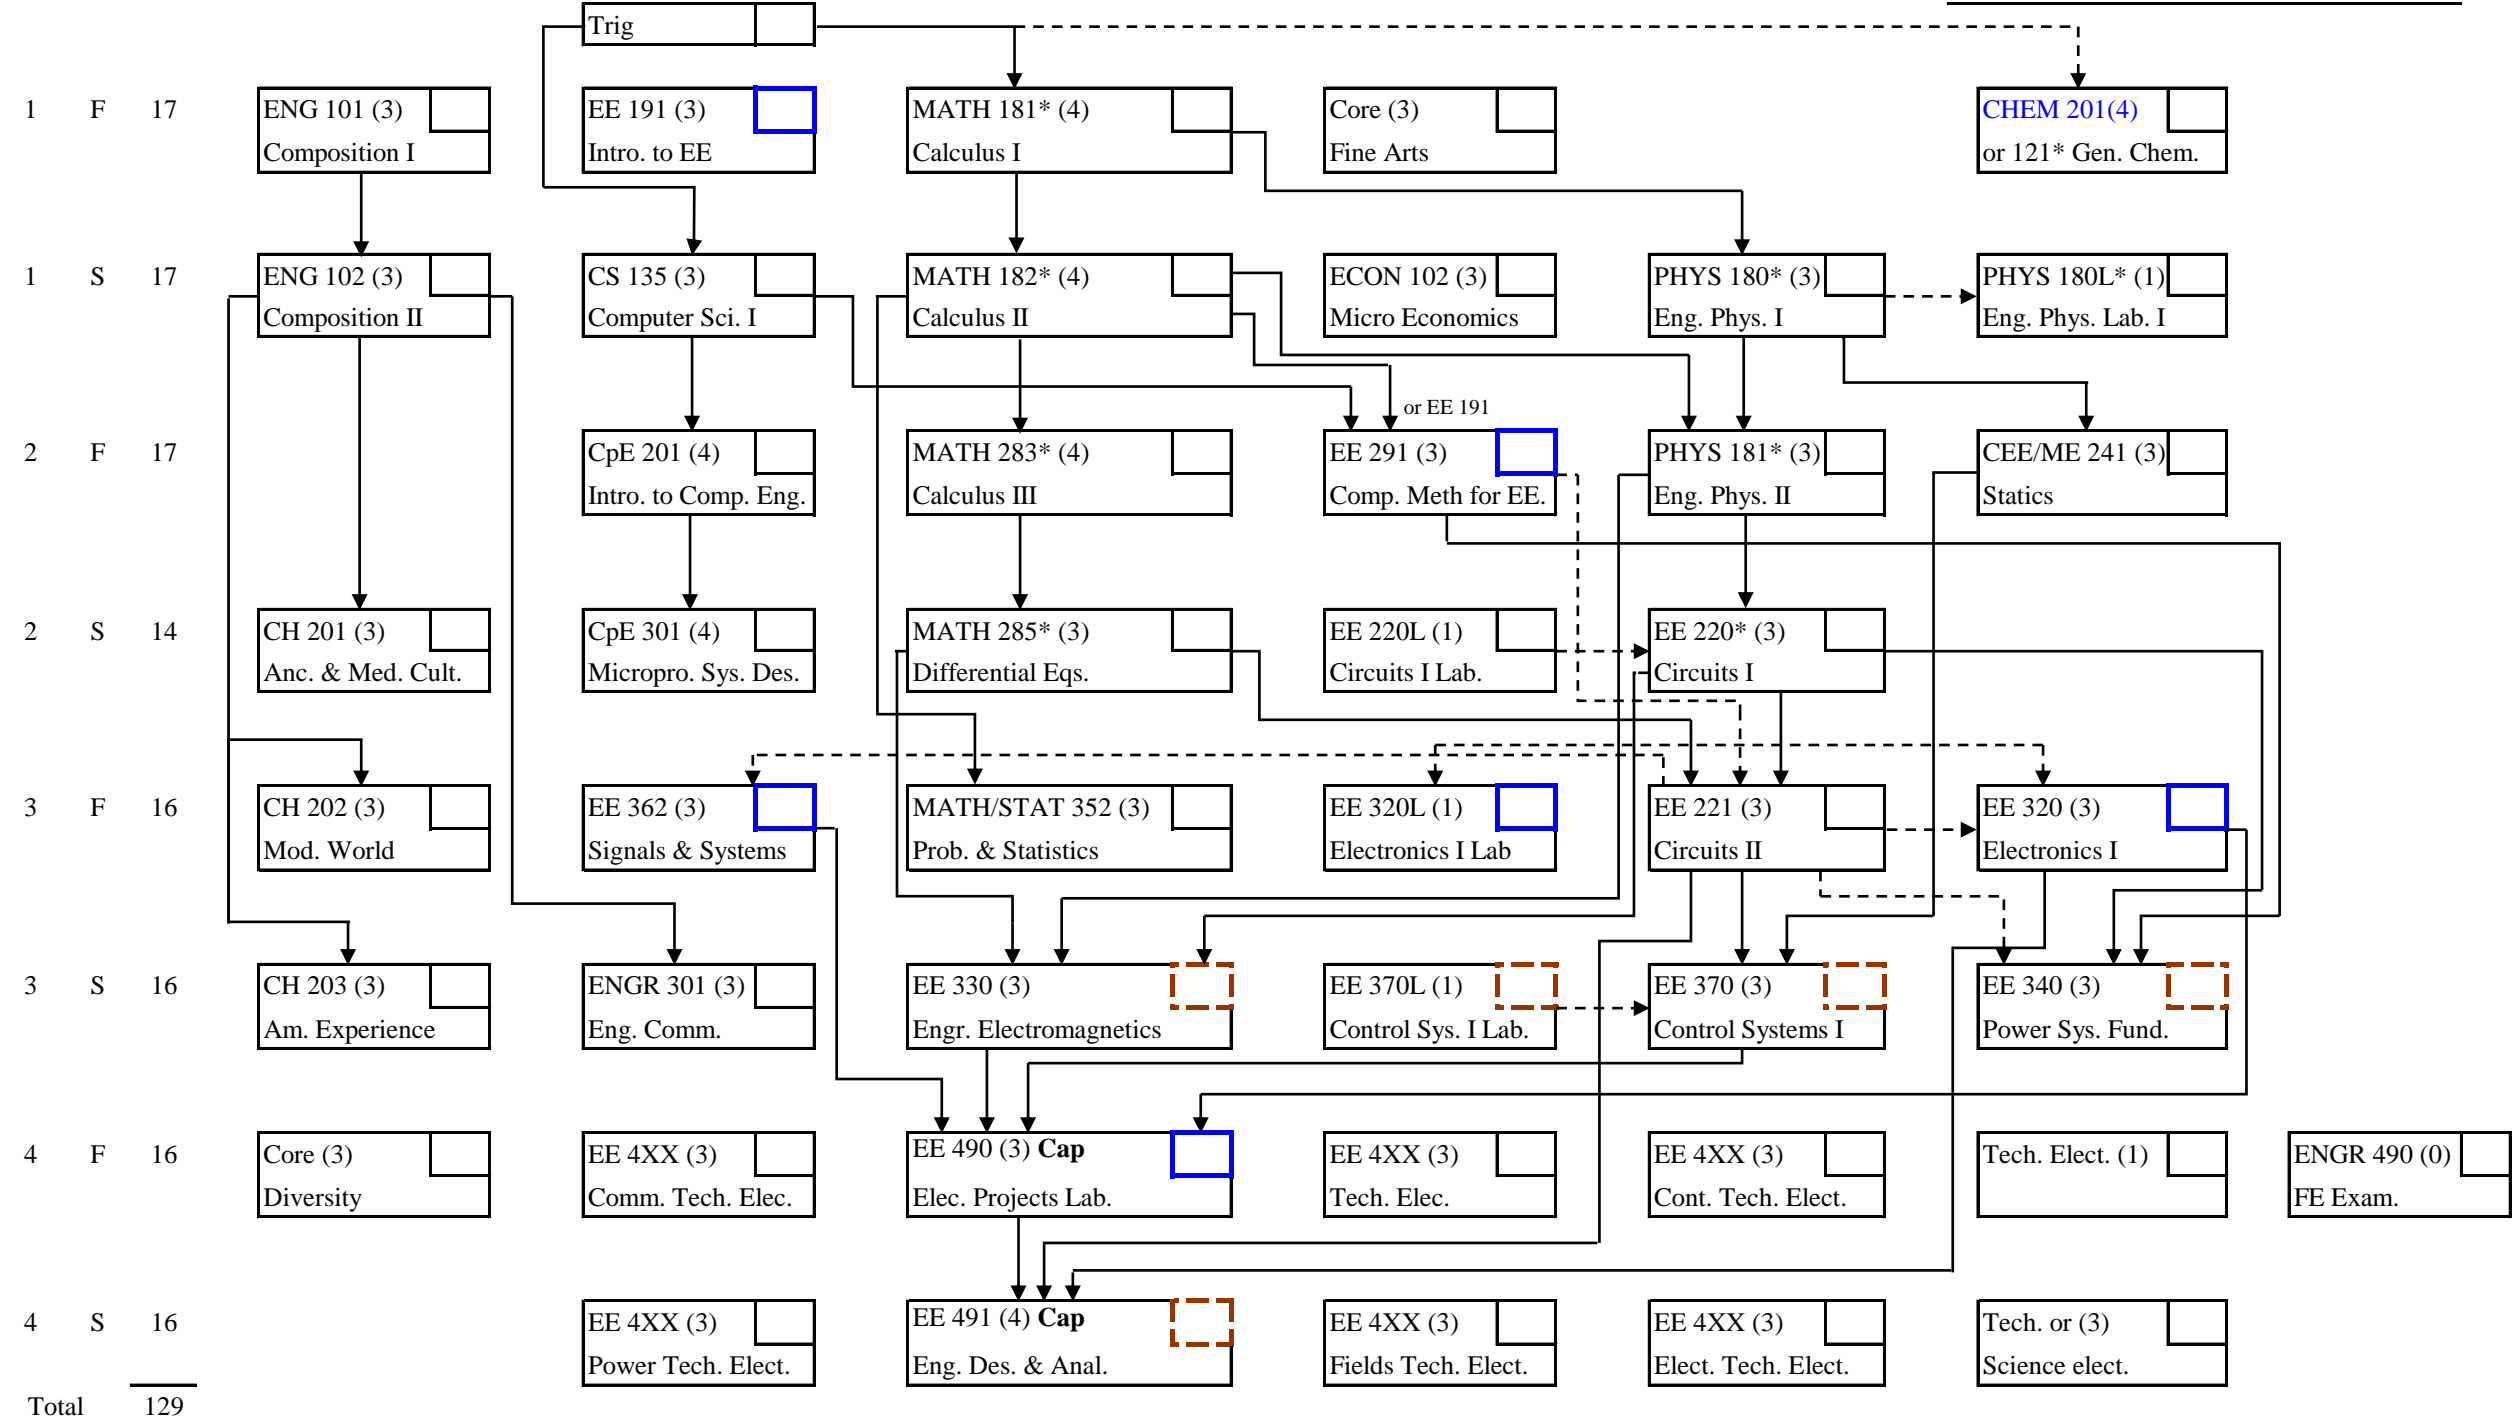 Trig
1 F 17
ENG 101 (3)
Composition I
EE 191 (3)
Intro. to EE
MATH 181* (4)
Calculus I
Core (3)
Fine Arts
CHEM 201(4)
or 121* Gen. Chem.
1 S 17
ENG 102 (3)
Composition II
CS 135 (3)
Computer Sci. I
MATH 182* (4)
Calculus II
ECON 102 (3)
Micro Economics
PHYS 180* (3)
Eng. Phys. I
PHYS 180L* (1)
Eng. Phys. Lab. I
or EE 191
2 F 17
CpE 201 (4)
Intro. to Comp. Eng.
MATH 283* (4)
Calculus III
EE 291 (3)
Comp. Meth for EE.
PHYS 181* (3)
Eng. Phys. II
CEE/ME 241 (3)
Statics
2 S 14
CH 201 (3)
Anc. & Med. Cult.
CpE 301 (4)
Micropro. Sys. Des.
MATH 285* (3)
Differential Eqs.
EE 220L (1)
Circuits I Lab.
EE 220* (3)
Circuits I
3 F 16
CH 202 (3)
Mod. World
EE 362 (3)
Signals & Systems
MATH/STAT 352 (3)
Prob. & Statistics
EE 320L (1)
Electronics I Lab
EE 221 (3)
Circuits II
EE 320 (3)
Electronics I
3 S 16
CH 203 (3)
Am. Experience
ENGR 301 (3)
Eng. Comm.
EE 330 (3)
Engr. Electromagnetics
EE 370L (1)
Control Sys. I Lab.
EE 370 (3)
Control Systems I
EE 340 (3)
Power Sys. Fund.
4 F 16
Core (3)
Diversity
EE 4XX (3)
Comm. Tech. Elec.
EE 490 (3) Cap
Elec. Projects Lab.
EE 4XX (3)
Tech. Elec.
EE 4XX (3)
Cont. Tech. Elect.
Tech. Elect. (1)
ENGR 490 (0)
FE Exam.
4 S 16
EE 4XX (3)
Power Tech. Elect.
EE 491 (4) Cap
Eng. Des. & Anal.
EE 4XX (3)
Fields Tech. Elect.
EE 4XX (3)
Elect. Tech. Elect.
Tech. or (3)
Science elect.
Total 129